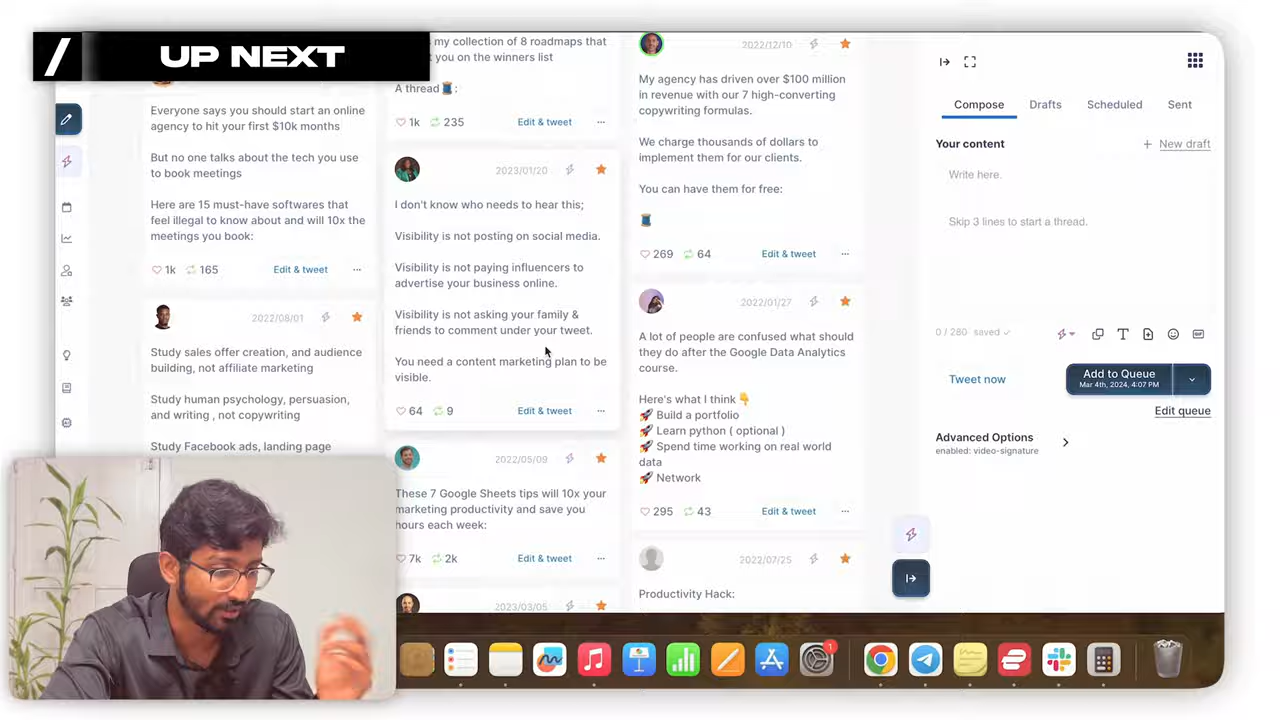 / UP NEXT
Everyone says you should start an online
agency to hit your first $10k months
But no one talks about the tech you use
to book meetings
Here are 15 must-have softwares that
feel illegal to know about and will 10x the
meetings you book:
1k 165 Edit & tweet
2022/08/01
Study sales offer creation, and audience
building, not affiliate marketing
Study human psychology, persuasion,
and writing , not copywriting
Study Facebook ads, landing page
my collection of 8 roadmaps that
you on the winners list
A thread🧵:
1k 235 Edit & tweet
2023/01/20
I don't know who needs to hear this;
Visibility is not posting on social media.
Visibility is not paying influencers to
advertise your business online.
Visibility is not asking your family &
friends to comment under your tweet.
You need a content marketing plan to be
visible.
64 9 Edit & tweet
2022/05/09
These 7 Google Sheets tips will 10x your
marketing productivity and save you
hours each week:
7k 2k Edit & tweet
2023/03/05
2022/12/10
My agency has driven over $100 million
in revenue with our 7 high-converting
copywriting formulas.
We charge thousands of dollars to
implement them for our clients.
You can have them for free:
🧵
269 64 Edit & tweet
2022/01/27
A lot of people are confused what should
they do after the Google Data Analytics
course.
Here's what I think 👇
🚀 Build a portfolio
🚀 Learn python ( optional )
🚀 Spend time working on real world
data
🚀 Network
295 43 Edit & tweet
2022/07/25
Productivity Hack:
Compose Drafts Scheduled Sent
Your content + New draft
Write here.
Skip 3 lines to start a thread.
0 / 280 saved ✓
Tweet now
Add to Queue
Mar 4th, 2024, 4:07 PM
Edit queue
Advanced Options
enabled: video-signature
1